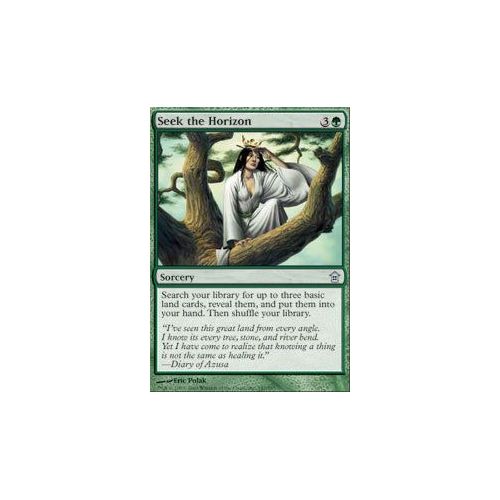 Seek the Horizon 3
Sorcery
Search your library for up to three basic
land cards, reveal them, and put them into
your hand. Then shuffle your library.
"I've seen this great land from every angle.
I know its every tree, stone, and river bend.
Yet I have come to realize that knowing a thing
is not the same as healing it."
—Diary of Azusa
Eric Polak